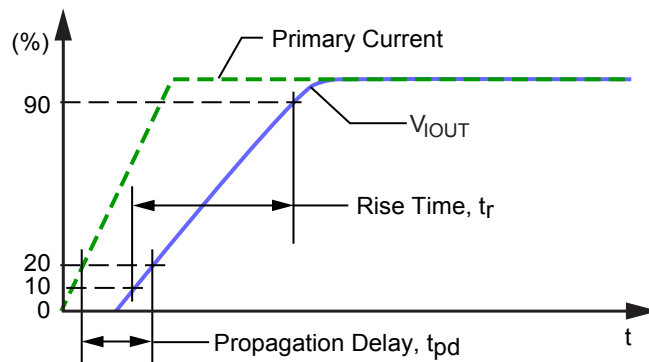 (%)
Primary Current
90
VIOUT
Rise Time, tr
20
10
0
t
Propagation Delay, tpd